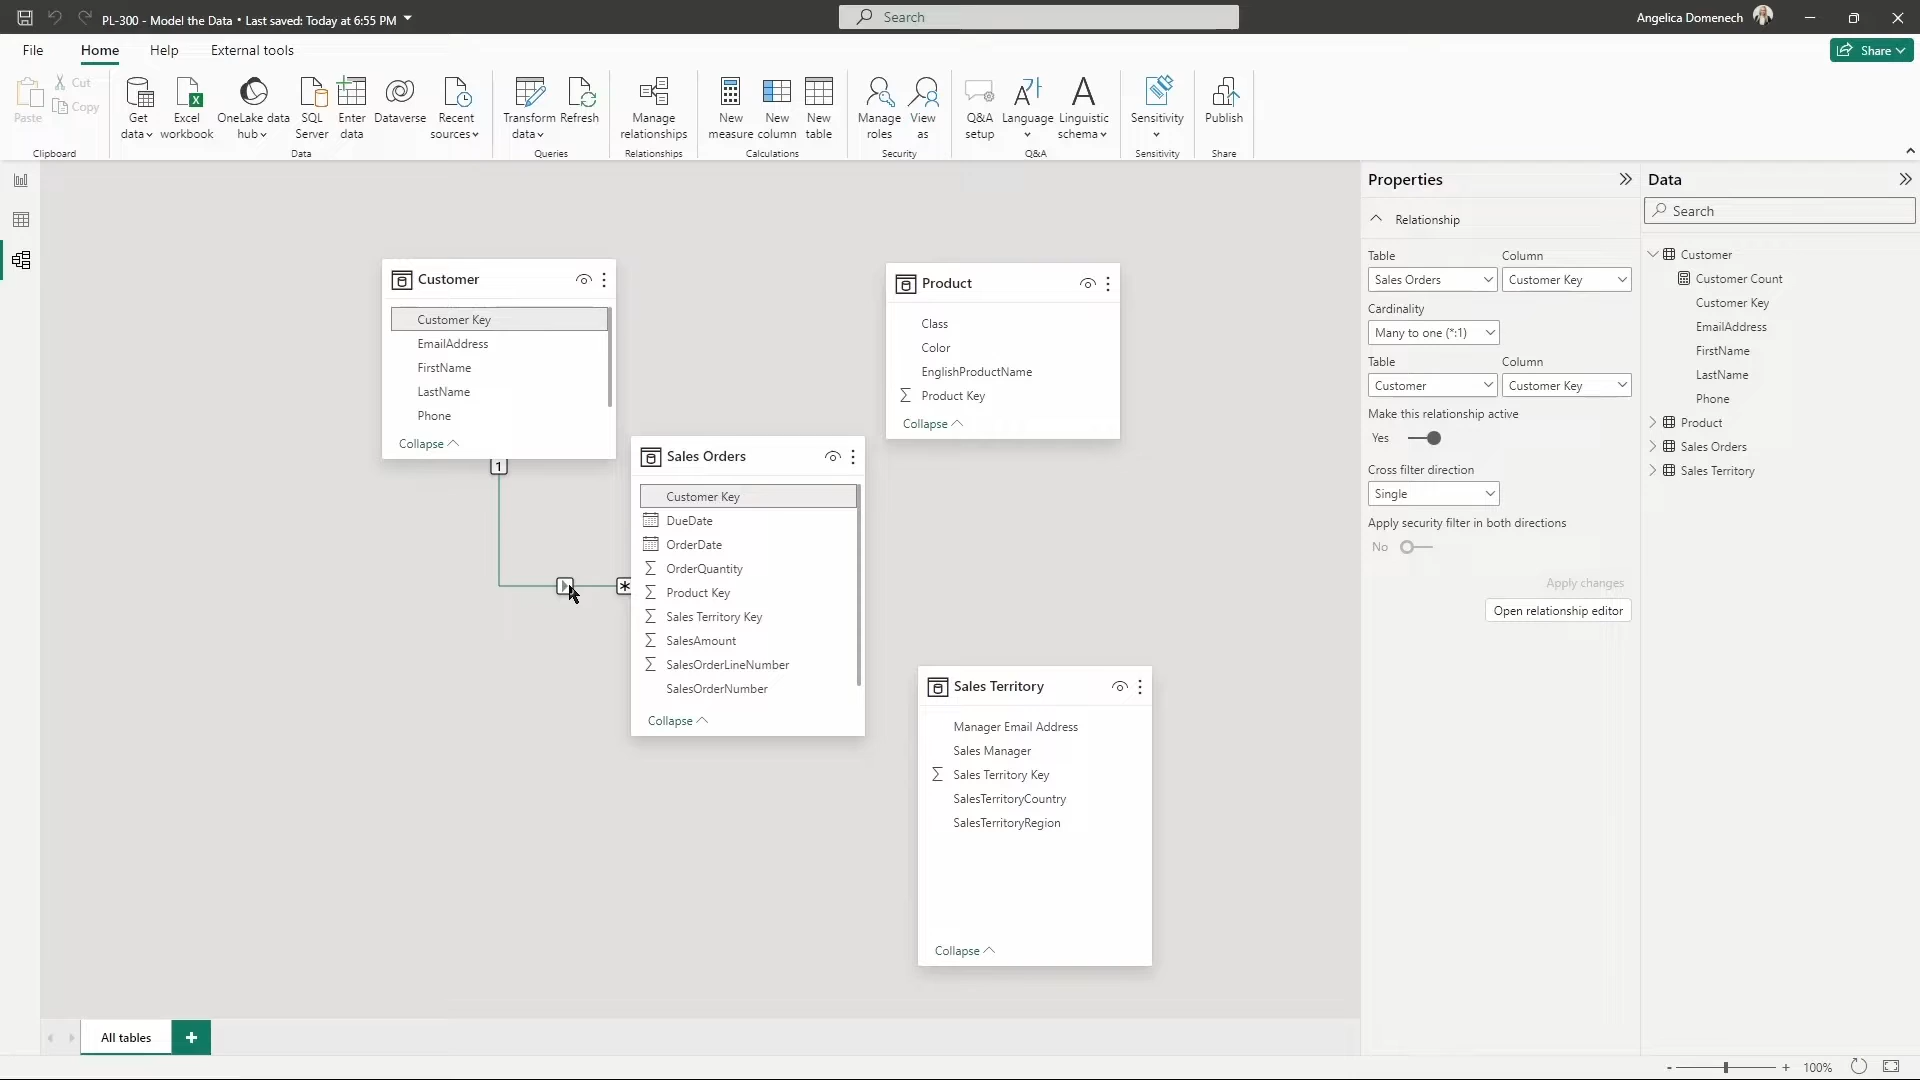 PL-300 - Model the Data • Last saved: Today at 6:55 PM
Search
Angelica Domenech
File
Home
Help
External tools
Share
Paste
Cut
Copy
Clipboard
Get data
Excel workbook
OneLake data hub
SQL Server
Enter data
Dataverse
Recent sources
Data
Transform data
Refresh
Queries
Manage relationships
Relationships
New measure
New column
New table
Calculations
Manage roles
View as
Security
Q&A setup
Language
Linguistic schema
Q&A
Sensitivity
Sensitivity
Publish
Share
Customer
Customer Key
EmailAddress
FirstName
LastName
Phone
Collapse
1
*
Sales Orders
Customer Key
DueDate
OrderDate
OrderQuantity
Product Key
Sales Territory Key
SalesAmount
SalesOrderLineNumber
SalesOrderNumber
Collapse
Product
Class
Color
EnglishProductName
Product Key
Collapse
Sales Territory
Manager Email Address
Sales Manager
Sales Territory Key
SalesTerritoryCountry
SalesTerritoryRegion
Collapse
Properties
Relationship
Table
Column
Sales Orders
Customer Key
Cardinality
Many to one (*:1)
Table
Column
Customer
Customer Key
Make this relationship active
Yes
Cross filter direction
Single
Apply security filter in both directions
No
Apply changes
Open relationship editor
Data
Search
Customer
Customer Count
Customer Key
EmailAddress
FirstName
LastName
Phone
Product
Sales Orders
Sales Territory
All tables
+
- + 100%